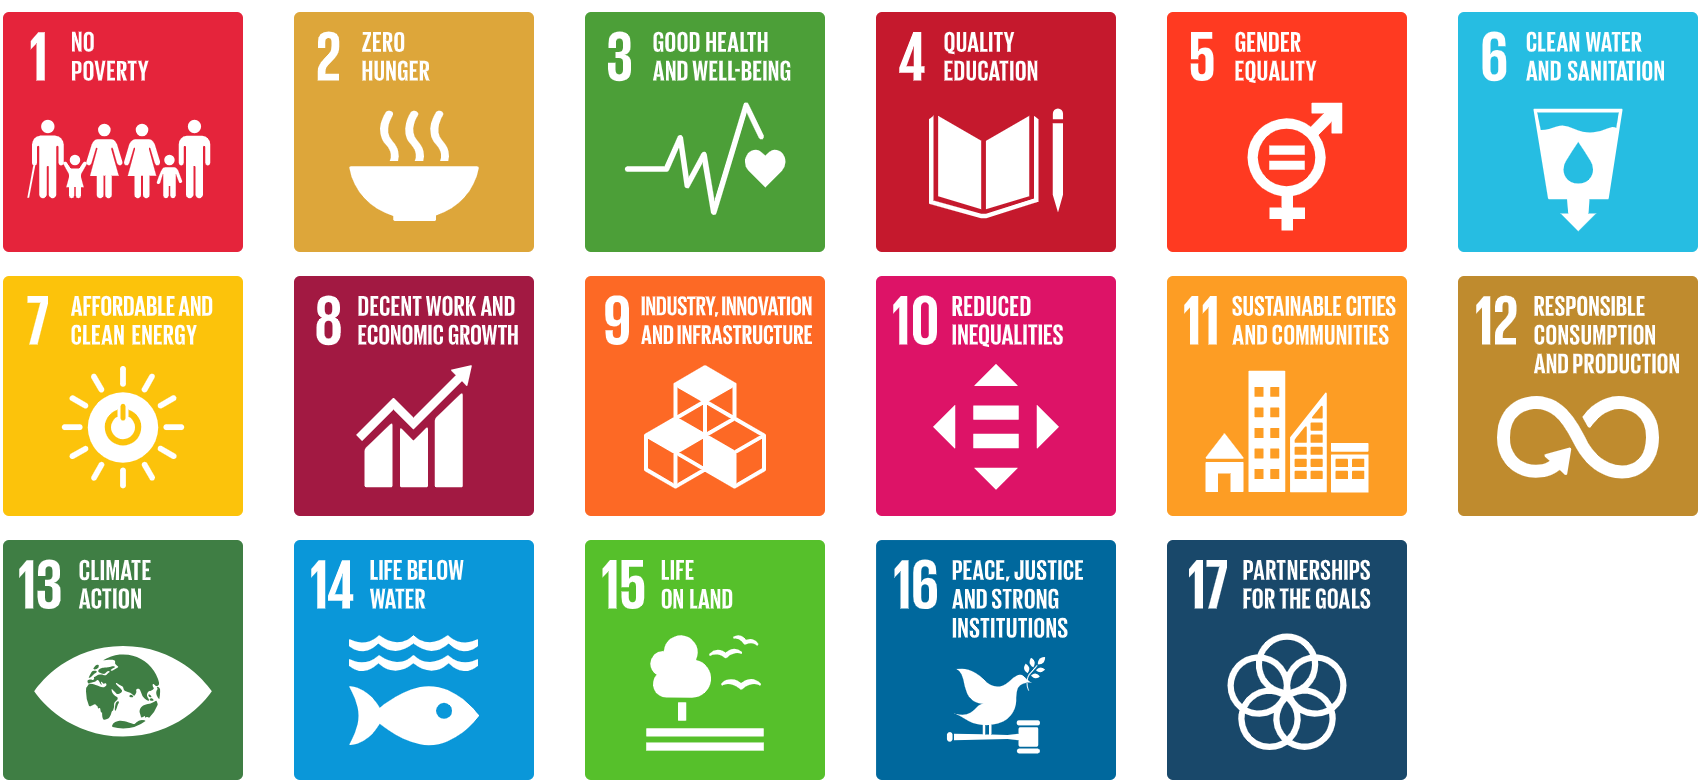 1 NO
POVERTY
2 ZERO
HUNGER
3 GOOD HEALTH
AND WELL-BEING
4 QUALITY
EDUCATION
5 GENDER
EQUALITY
6 CLEAN WATER
AND SANITATION
7 AFFORDABLE AND
CLEAN ENERGY
8 DECENT WORK AND
ECONOMIC GROWTH
9 INDUSTRY, INNOVATION
AND INFRASTRUCTURE
10 REDUCED
INEQUALITIES
11 SUSTAINABLE CITIES
AND COMMUNITIES
12 RESPONSIBLE
CONSUMPTION
AND PRODUCTION
13 CLIMATE
ACTION
14 LIFE BELOW
WATER
15 LIFE
ON LAND
16 PEACE, JUSTICE
AND STRONG
INSTITUTIONS
17 PARTNERSHIPS
FOR THE GOALS